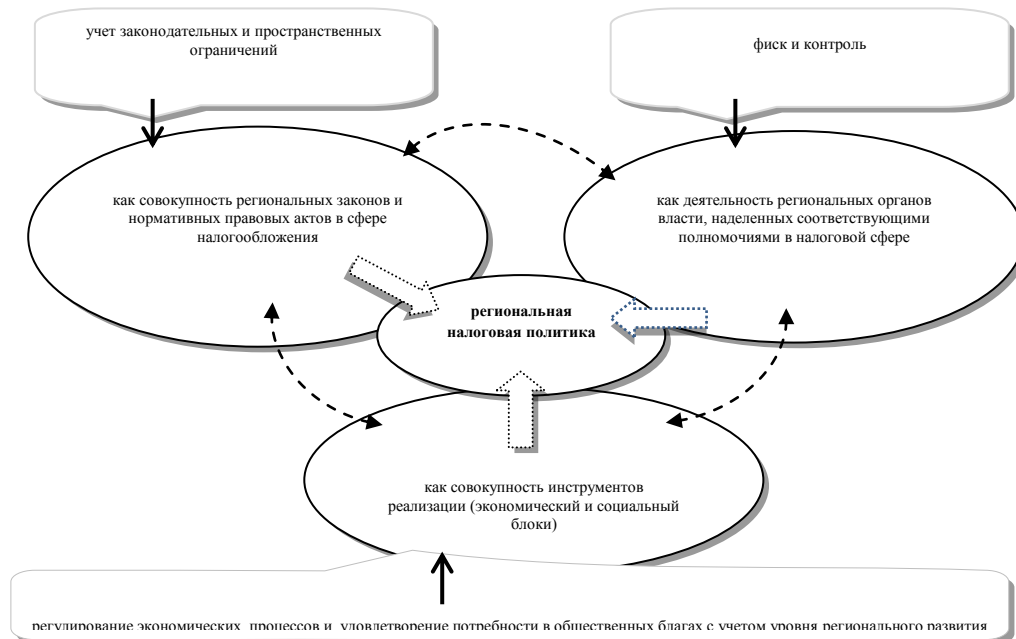 учет законодательных и пространственных
ограничений
фиск и контроль
как совокупность региональных законов и
нормативных правовых актов в сфере
налогообложения
как деятельность региональных органов
власти, наделенных соответствующими
полномочиями в налоговой сфере
региональная
налоговая политика
как совокупность инструментов
реализации (экономический и социальный
блоки)
регулирование экономических процессов и удовлетворение потребности в общественных благах с учетом уровня регионального развития